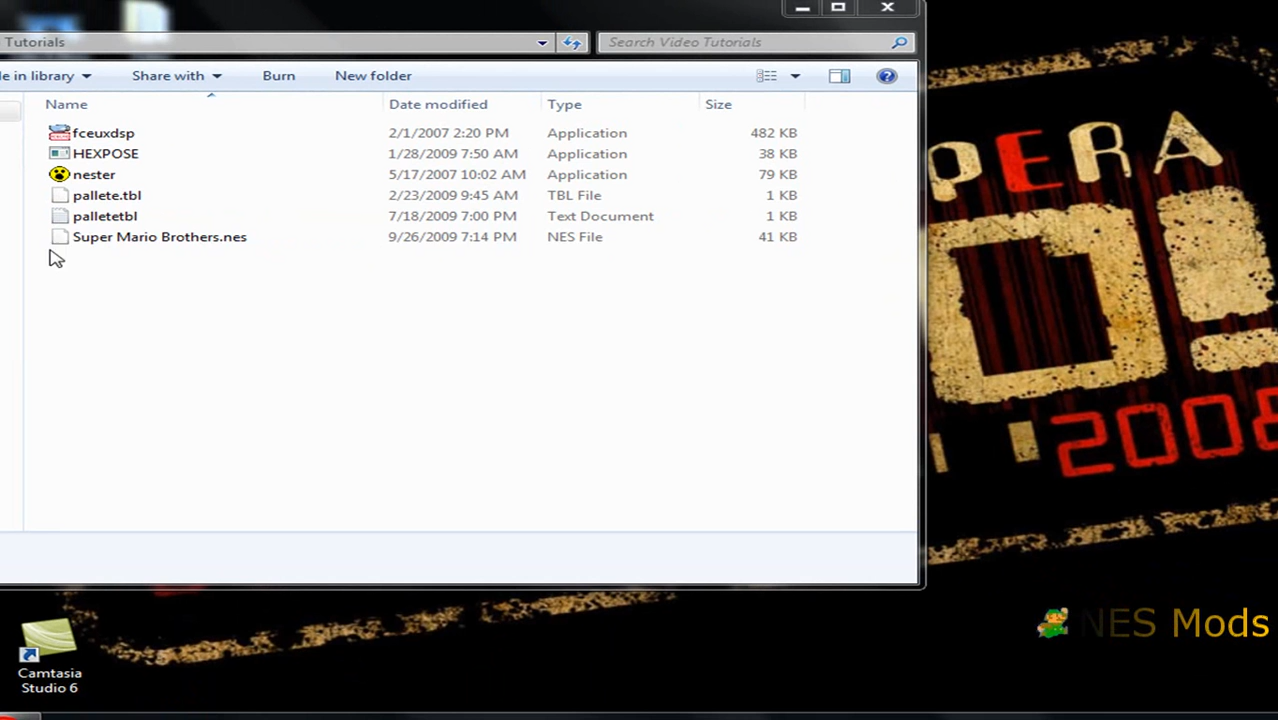 Tutorials
Search Video Tutorials
le in library
Share with
Burn
New folder
Name Date modified Type Size
fceuxdsp 2/1/2007 2:20 PM Application 482 KB
HEXPOSE 1/28/2009 7:50 AM Application 38 KB
nester 5/17/2007 10:02 AM Application 79 KB
pallete.tbl 2/23/2009 9:45 AM TBL File 1 KB
palletetbl 7/18/2009 7:00 PM Text Document 1 KB
Super Mario Brothers.nes 9/26/2009 7:14 PM NES File 41 KB
PERA
2008
NES Mods
Camtasia
Studio 6